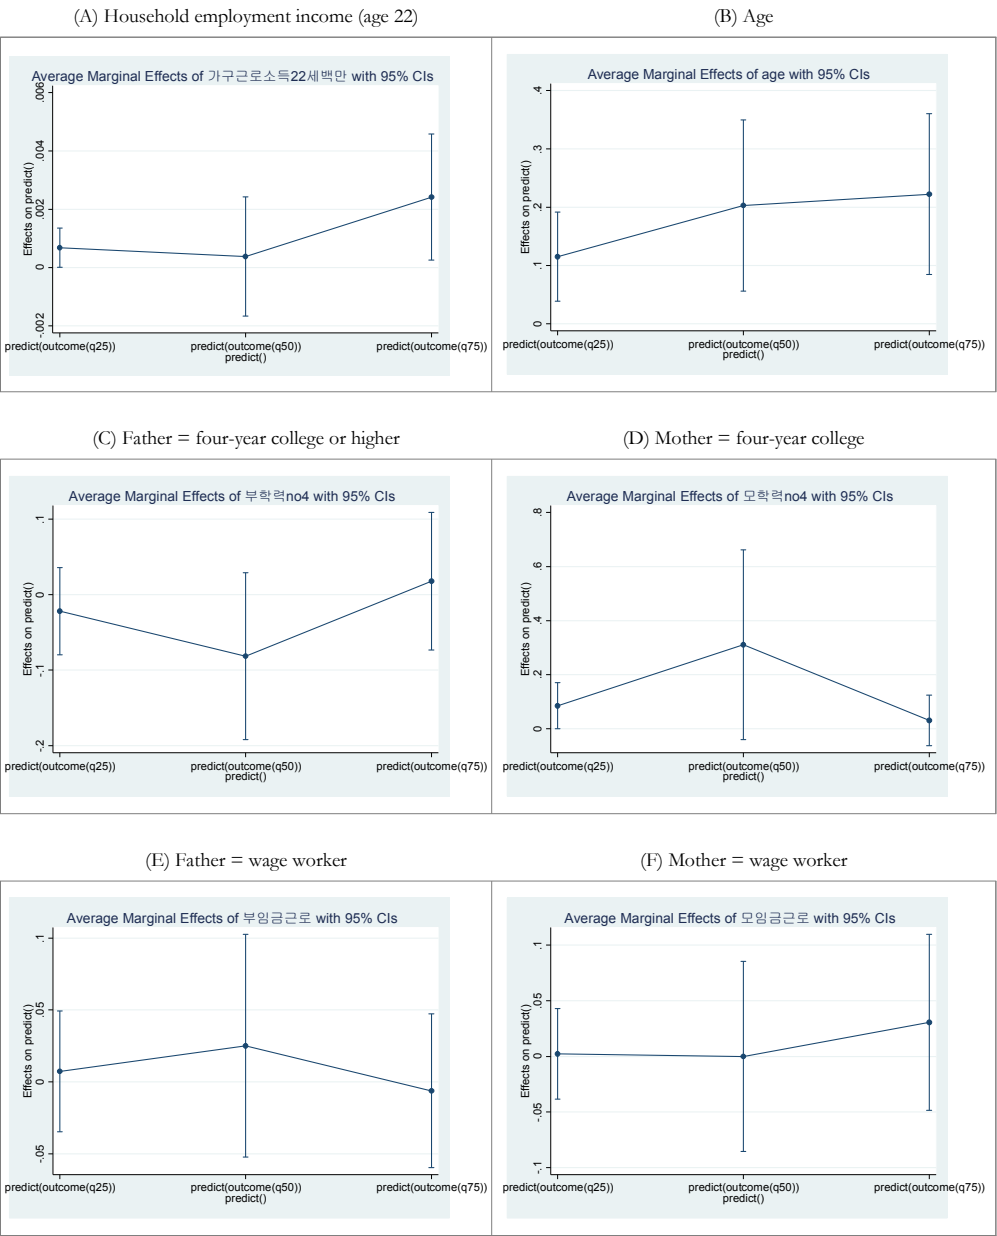 (A) Household employment income (age 22)
(B) Age
Average Marginal Effects of 가구근로소득22세백만 with 95% CIs
Effects on predict()
.006
.004
.002
0
-.002
predict(outcome(q25))
predict(outcome(q50))
predict(outcome(q75))
predict()
Average Marginal Effects of age with 95% CIs
Effects on predict()
.4
.3
.2
.1
0
predict(outcome(q25))
predict(outcome(q50))
predict(outcome(q75))
predict()
(C) Father = four-year college or higher
(D) Mother = four-year college
Average Marginal Effects of 부학력no4 with 95% CIs
Effects on predict()
.1
0
-.1
-.2
predict(outcome(q25))
predict(outcome(q50))
predict(outcome(q75))
predict()
Average Marginal Effects of 모학력no4 with 95% CIs
Effects on predict()
.8
.6
.4
.2
0
predict(outcome(q25))
predict(outcome(q50))
predict(outcome(q75))
predict()
(E) Father = wage worker
(F) Mother = wage worker
Average Marginal Effects of 부임금근로 with 95% CIs
Effects on predict()
.1
.05
0
-.05
predict(outcome(q25))
predict(outcome(q50))
predict(outcome(q75))
predict()
Average Marginal Effects of 모임금근로 with 95% CIs
Effects on predict()
.1
.05
0
-.05
-.1
predict(outcome(q25))
predict(outcome(q50))
predict(outcome(q75))
predict()